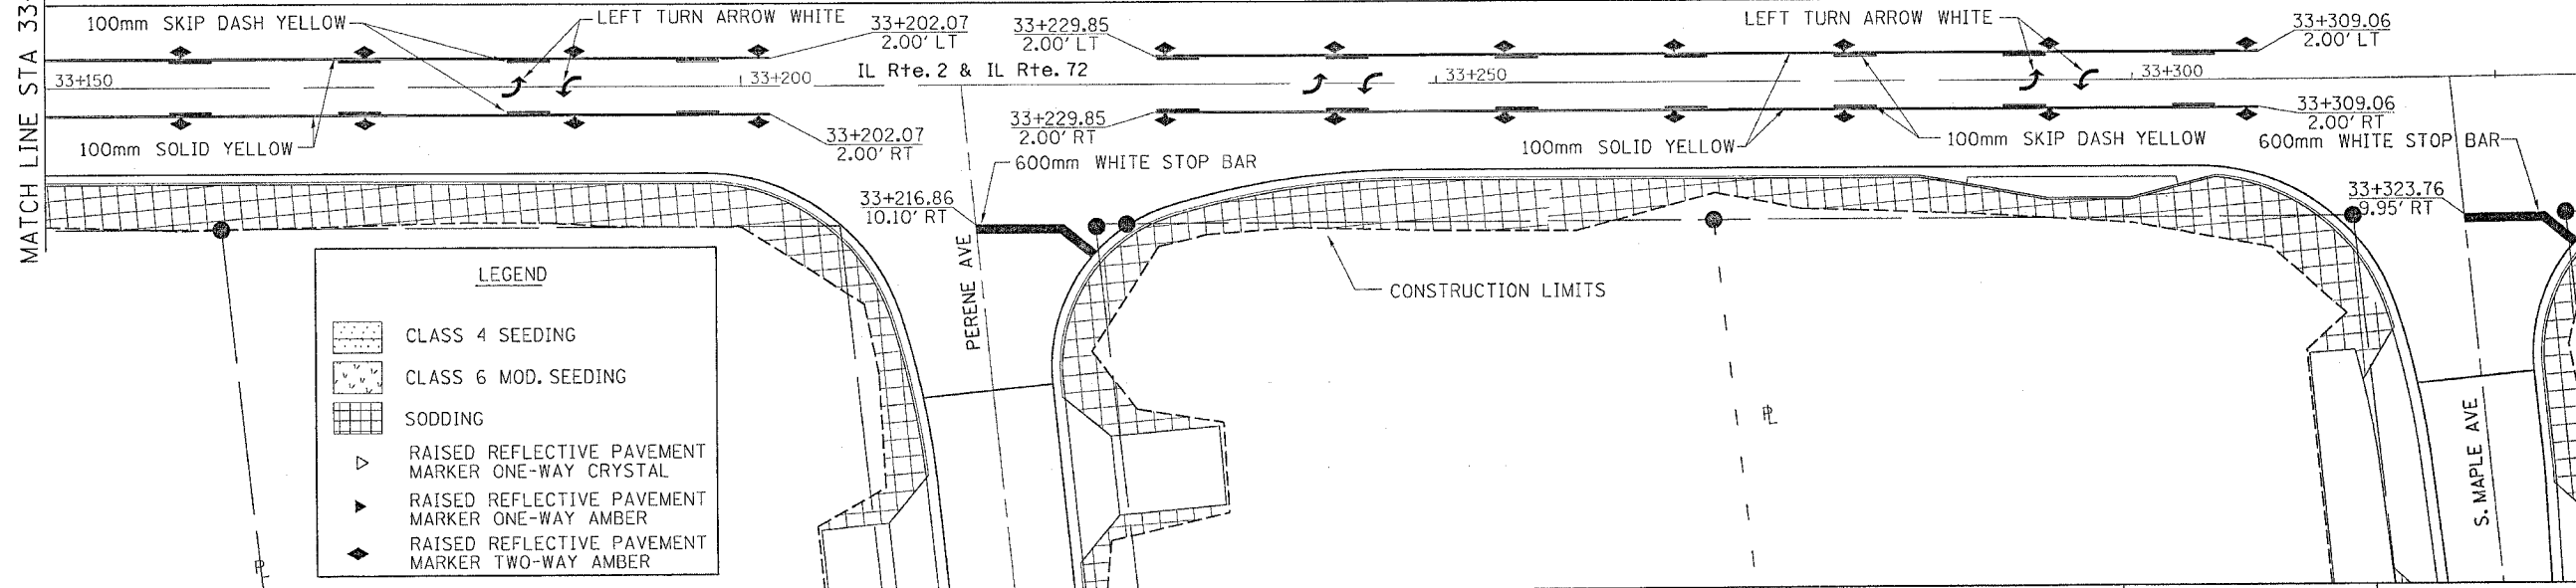 MATCH LINE STA 33+
100mm SKIP DASH YELLOW
LEFT TURN ARROW WHITE
33+202.07
2.00' LT
33+229.85
2.00' LT
LEFT TURN ARROW WHITE
33+309.06
2.00' LT
33+150
33+200
IL Rte. 2 & IL Rte. 72
33+250
33+300
100mm SOLID YELLOW
33+202.07
2.00' RT
33+229.85
2.00' RT
100mm SOLID YELLOW
100mm SKIP DASH YELLOW
33+309.06
2.00' RT
600mm WHITE STOP BAR
600mm WHITE STOP BAR
33+216.86
10.10' RT
33+323.76
9.95' RT
PERENE AVE
CONSTRUCTION LIMITS
S. MAPLE AVE
PL
PL
LEGEND
CLASS 4 SEEDING
CLASS 6 MOD. SEEDING
SODDING
RAISED REFLECTIVE PAVEMENT
MARKER ONE-WAY CRYSTAL
RAISED REFLECTIVE PAVEMENT
MARKER ONE-WAY AMBER
RAISED REFLECTIVE PAVEMENT
MARKER TWO-WAY AMBER